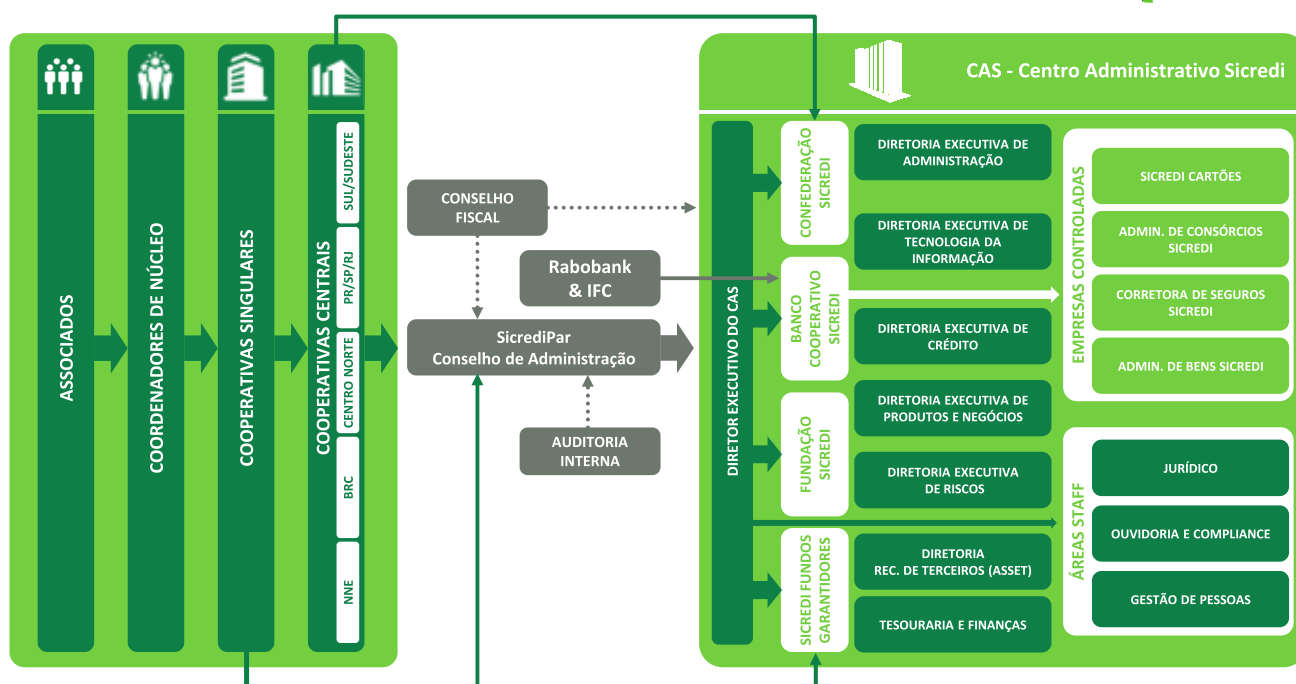 ASSOCIADOS
COORDENADORES DE NÚCLEO
COOPERATIVAS SINGULARES
COOPERATIVAS CENTRAIS
SUL/SUDESTE
PR/SP/RJ
CENTRO NORTE
BRC
NNE
CONSELHO
FISCAL
Rabobank
& IFC
SicrediPar
Conselho de Administração
AUDITORIA
INTERNA
CAS - Centro Administrativo Sicredi
DIRETOR EXECUTIVO DO CAS
CONFEDERAÇÃO
SICREDI
BANCO
COOPERATIVO
SICREDI
FUNDAÇÃO
SICREDI
SICREDI FUNDOS
GARANTIDORES
DIRETORIA EXECUTIVA DE
ADMINISTRAÇÃO
DIRETORIA EXECUTIVA DE
TECNOLOGIA DA
INFORMAÇÃO
DIRETORIA EXECUTIVA DE
CRÉDITO
DIRETORIA EXECUTIVA DE
PRODUTOS E NEGÓCIOS
DIRETORIA EXECUTIVA
DE RISCOS
DIRETORIA
REC. DE TERCEIROS (ASSET)
TESOURARIA E FINANÇAS
EMPRESAS CONTROLADAS
SICREDI CARTÕES
ADMIN. DE CONSÓRCIOS
SICREDI
CORRETORA DE SEGUROS
SICREDI
ADMIN. DE BENS SICREDI
ÁREAS STAFF
JURÍDICO
OUVIDORIA E COMPLIANCE
GESTÃO DE PESSOAS